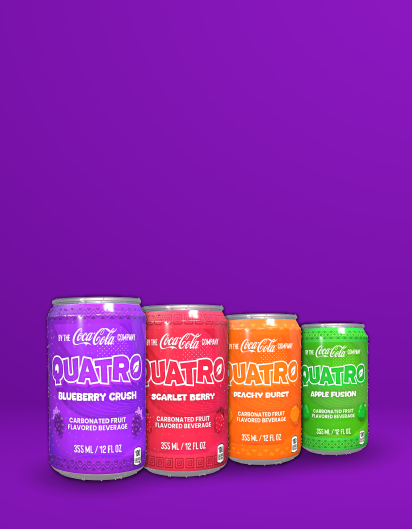 BY THE Coca-Cola COMPANY
QUATRO
BLUEBERRY CRUSH
CARBONATED FRUIT
FLAVORED BEVERAGE
355 ML / 12 FL OZ
BY THE Coca-Cola COMPANY
QUATRO
SCARLET BERRY
CARBONATED FRUIT
FLAVORED BEVERAGE
355 ML / 12 FL OZ
BY THE Coca-Cola COMPANY
QUATRO
PEACHY BURST
CARBONATED FRUIT
FLAVORED BEVERAGE
355 ML / 12 FL OZ
BY THE Coca-Cola COMPANY
QUATRO
APPLE FUSION
CARBONATED FRUIT
FLAVORED BEVERAGE
355 ML / 12 FL OZ